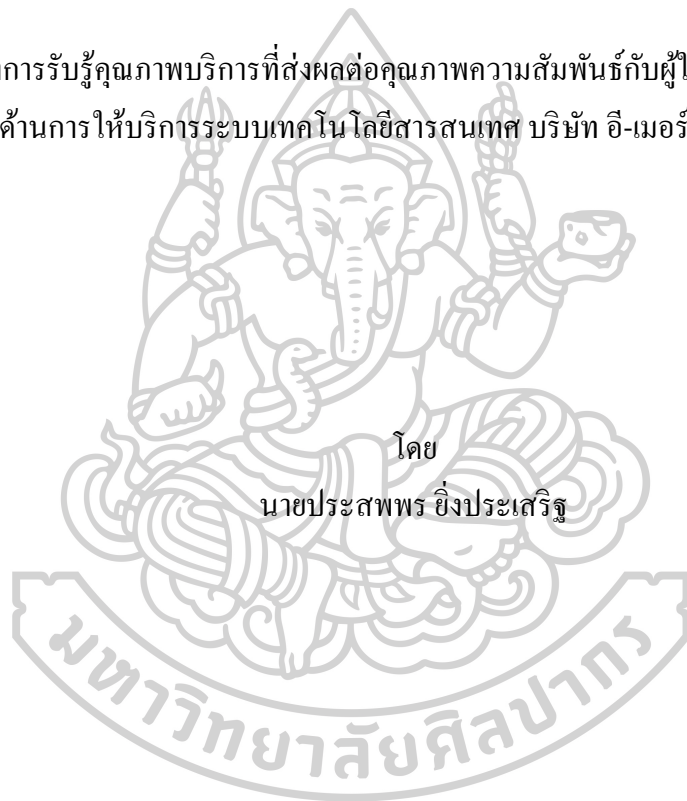 การรับรู้คุณภาพบริการที่ส่งผลต่อคุณภาพความสัมพันธ์กับผู้
ด้านการให้บริการระบบเทคโนโลยีสารสนเทศ บริษัท อี-เมอร์
โดย
นายประสพพร ยิ่งประเสริฐ
มหาวิทยาลัยศิลปากร